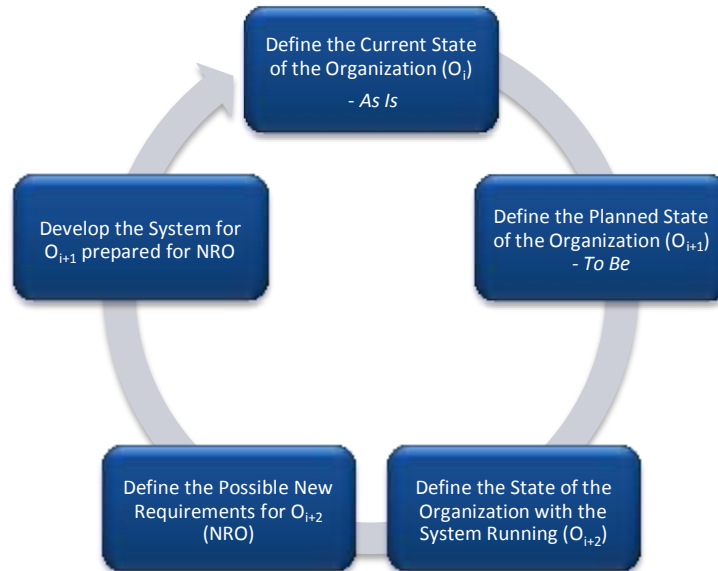 Define the Current State
of the Organization (Oᵢ)
- As Is
Define the Planned State
of the Organization (Oᵢ₊₁)
- To Be
Define the State of the
Organization with the
System Running (Oᵢ₊₂)
Define the Possible New
Requirements for Oᵢ₊₂
(NRO)
Develop the System for
Oᵢ₊₁ prepared for NRO